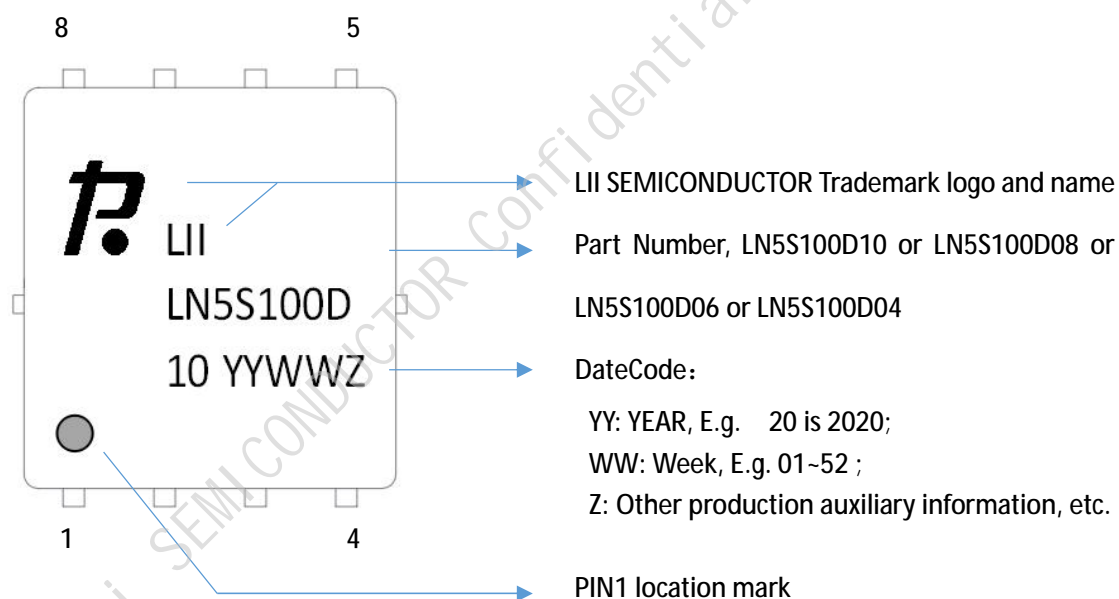 8 5
LII
LN5S100D
10 YYWWZ
1 4
LII SEMICONDUCTOR Trademark logo and name
Part Number, LN5S100D10 or LN5S100D08 or
LN5S100D06 or LN5S100D04
DateCode：
YY: YEAR, E.g. 20 is 2020;
WW: Week, E.g. 01~52 ;
Z: Other production auxiliary information, etc.
PIN1 location mark
SEMICONDUCTOR Confidential